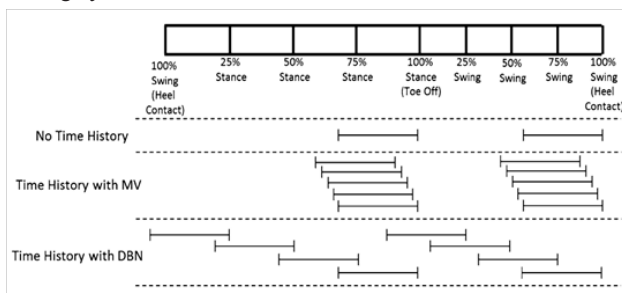 100%
Swing
(Heel
Contact)
25%
Stance
50%
Stance
75%
Stance
100%
Stance
(Toe Off)
25%
Swing
50%
Swing
75%
Swing
100%
Swing
(Heel
Contact)
No Time History
Time History with MV
Time History with DBN